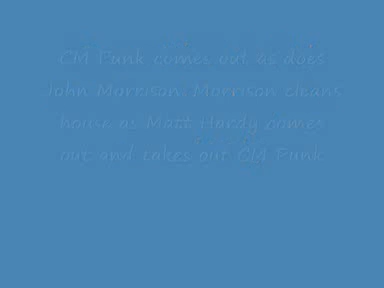 CM Punk comes out as does
John Morrison. Morrison cleans
house as Matt Hardy comes
out and takes out CM Punk